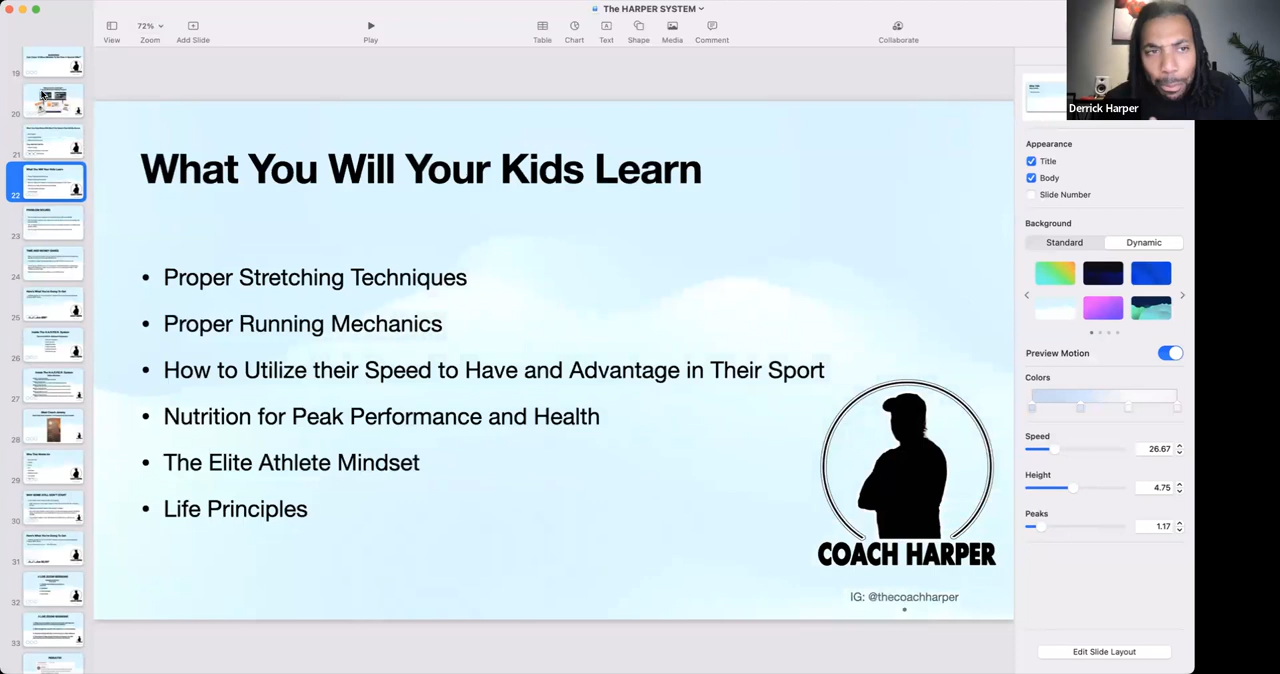 The HARPER SYSTEM
72%
View
Zoom
Add Slide
Play
Table
Chart
Text
Shape
Media
Comment
Collaborate
Derrick Harper
19
20
21
22
23
24
25
26
27
28
29
30
31
32
33
What You Will Your Kids Learn
• Proper Stretching Techniques
• Proper Running Mechanics
• How to Utilize their Speed to Have and Advantage in Their Sport
• Nutrition for Peak Performance and Health
• The Elite Athlete Mindset
• Life Principles
COACH HARPER
IG: @thecoachharper
Appearance
Title
Body
Slide Number
Background
Standard
Dynamic
Preview Motion
Colors
Speed
26.67
Height
4.75
Peaks
1.17
Edit Slide Layout